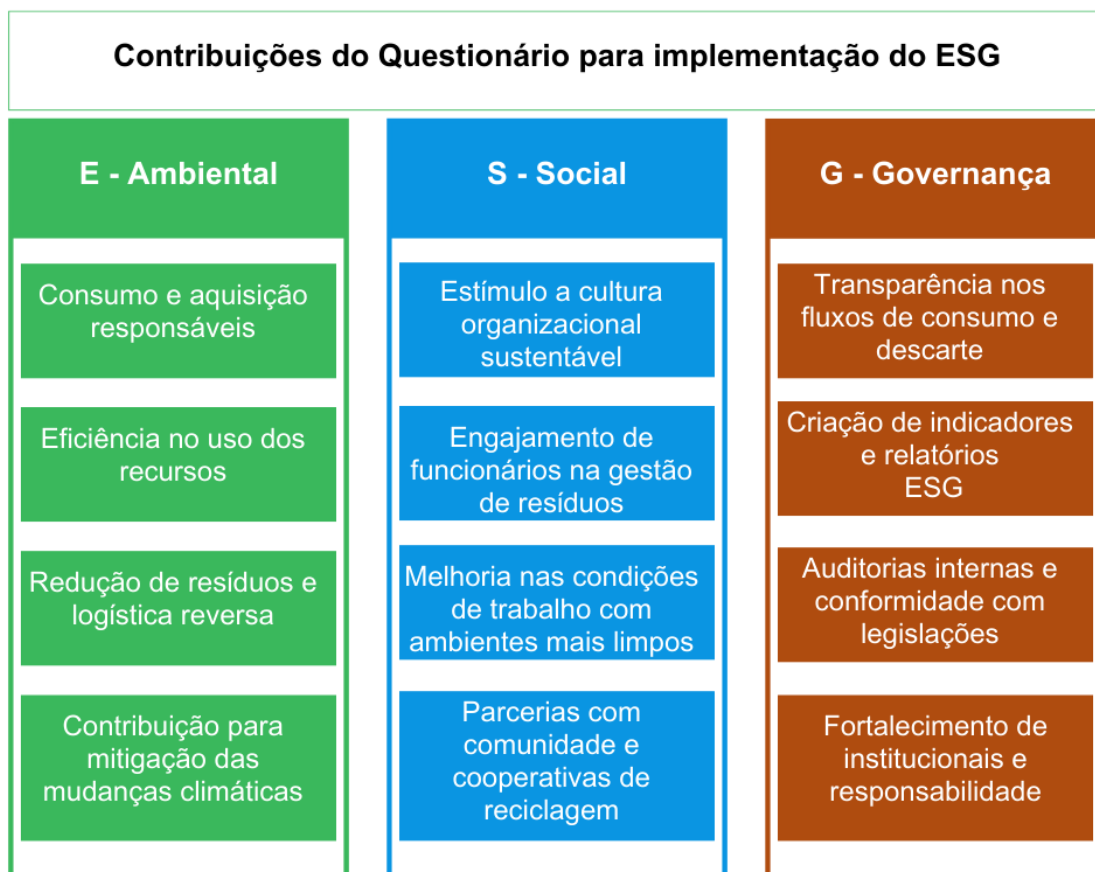 Contribuições do Questionário para implementação do ESG
E - Ambiental
Consumo e aquisição
responsáveis
Eficiência no uso dos
recursos
Redução de resíduos e
logística reversa
Contribuição para
mitigação das
mudanças climáticas
S - Social
Estímulo a cultura
organizacional
sustentável
Engajamento de
funcionários na gestão
de resíduos
Melhoria nas condições
de trabalho com
ambientes mais limpos
Parcerias com
comunidade e
cooperativas de
reciclagem
G - Governança
Transparência nos
fluxos de consumo e
descarte
Criação de indicadores
e relatórios
ESG
Auditorias internas e
conformidade com
legislações
Fortalecimento de
institucionais e
responsabilidade